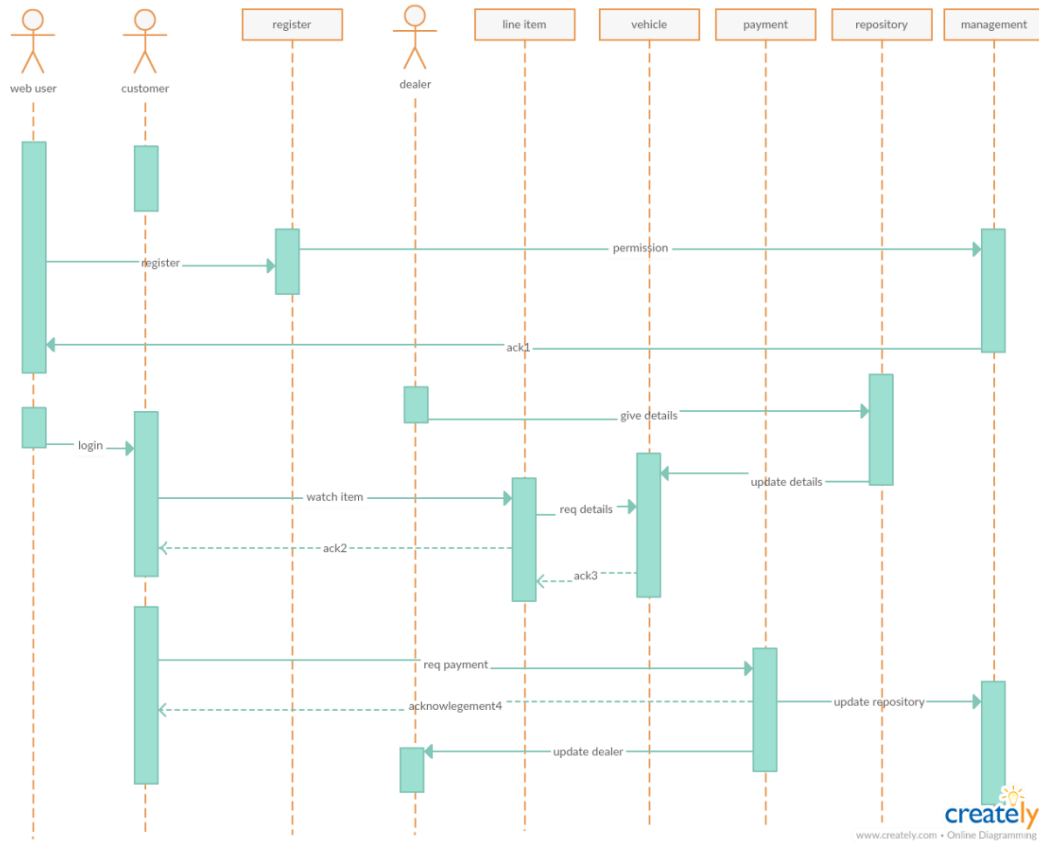 register
line item
vehicle
payment
repository
management
web user
customer
dealer
permission
register
ack1
give details
login
update details
watch item
req details
ack2
ack3
req payment
acknowlegement4
update repository
update dealer
creately
www.creately.com • Online Diagramming